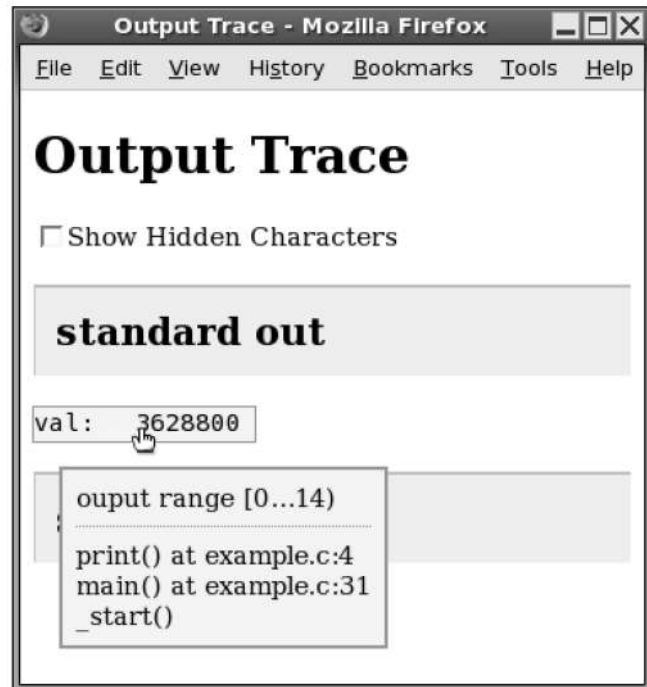 Output Trace - Mozilla Firefox
File Edit View History Bookmarks Tools Help
Output Trace
Show Hidden Characters
standard out
val:   3628800
ouput range [0...14)
print() at example.c:4
main() at example.c:31
_start()